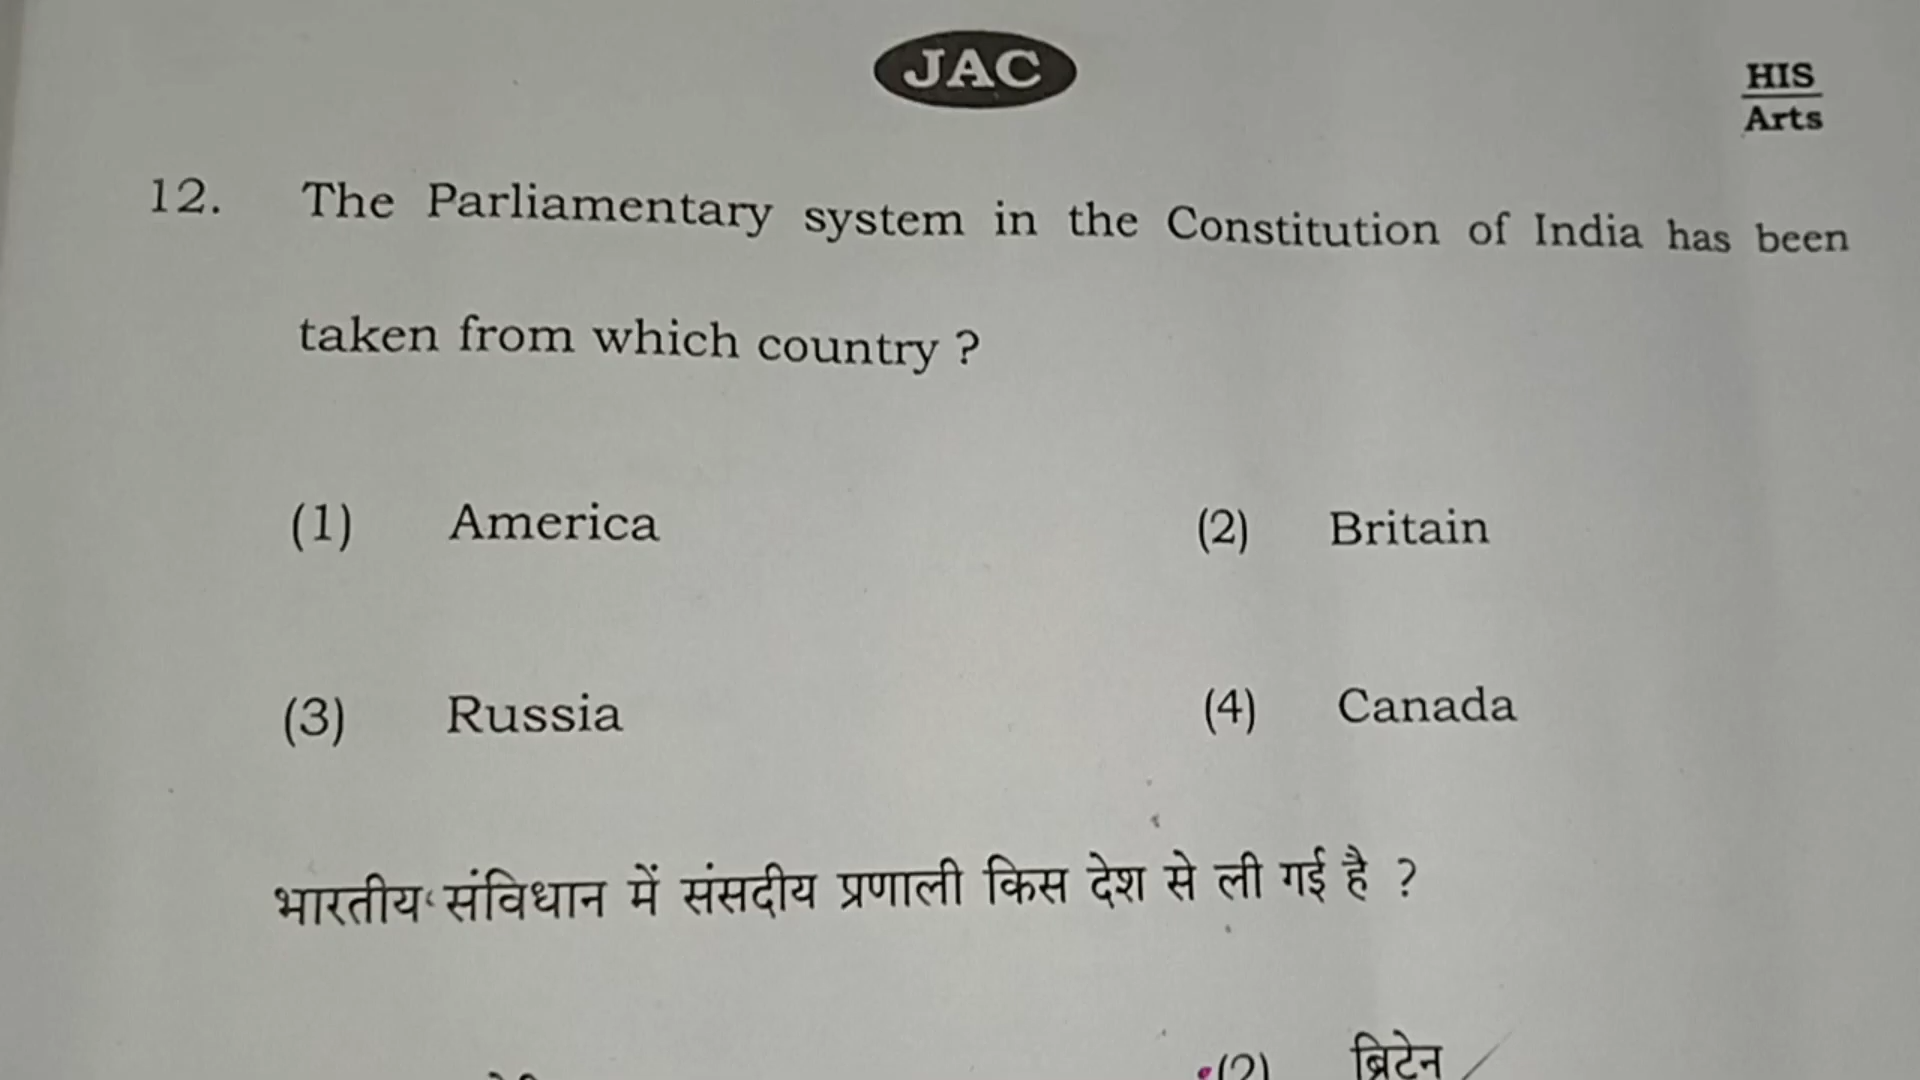 JAC
HIS
Arts
12. The Parliamentary system in the Constitution of India has been
taken from which country ?
(1) America (2) Britain
(3) Russia (4) Canada
भारतीय संविधान में संसदीय प्रणाली किस देश से ली गई है ?
(2) ब्रिटेन